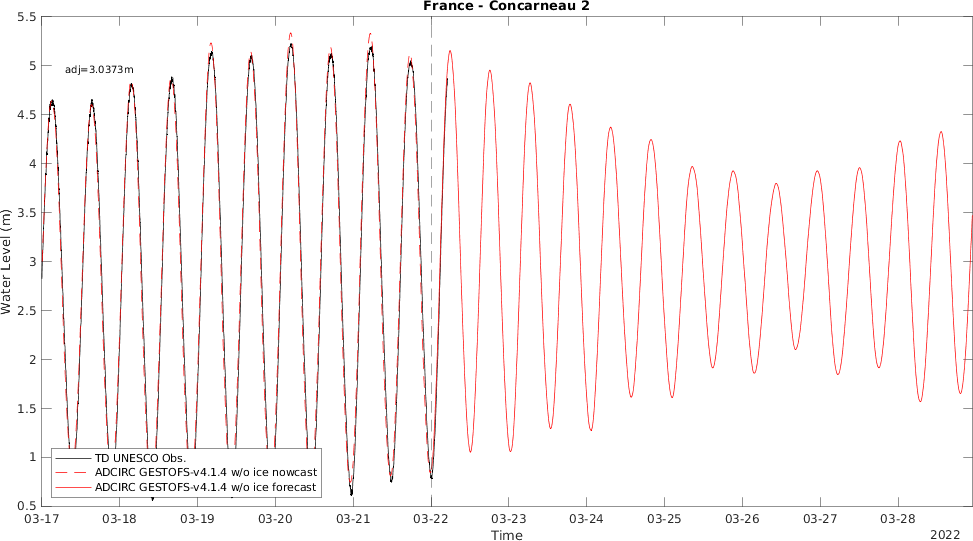 France - Concarneau 2
5.5
adj=3.0373m
5
4.5
4
3.5
3
2.5
2
1.5
1
0.5
Water Level (m)
TD UNESCO Obs.
ADCIRC GESTOFS-v4.1.4 w/o ice nowcast
ADCIRC GESTOFS-v4.1.4 w/o ice forecast
03-17 03-18 03-19 03-20 03-21 03-22 03-23 03-24 03-25 03-26 03-27 03-28
Time
2022